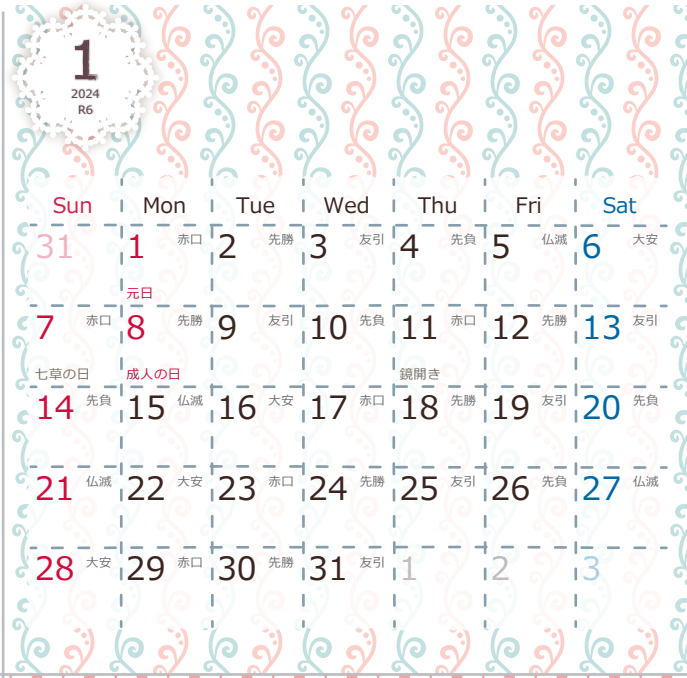 1
2024
R6
Sun Mon Tue Wed Thu Fri Sat
31 1 赤口 2 先勝 3 友引 4 先負 5 仏滅 6 大安
元日
7 赤口 8 先勝 9 友引 10 先負 11 赤口 12 先勝 13 友引
七草の日 成人の日 鏡開き
14 先負 15 仏滅 16 大安 17 赤口 18 先勝 19 友引 20 先負
21 仏滅 22 大安 23 赤口 24 先勝 25 友引 26 先負 27 仏滅
28 大安 29 赤口 30 先勝 31 友引 1 2 3